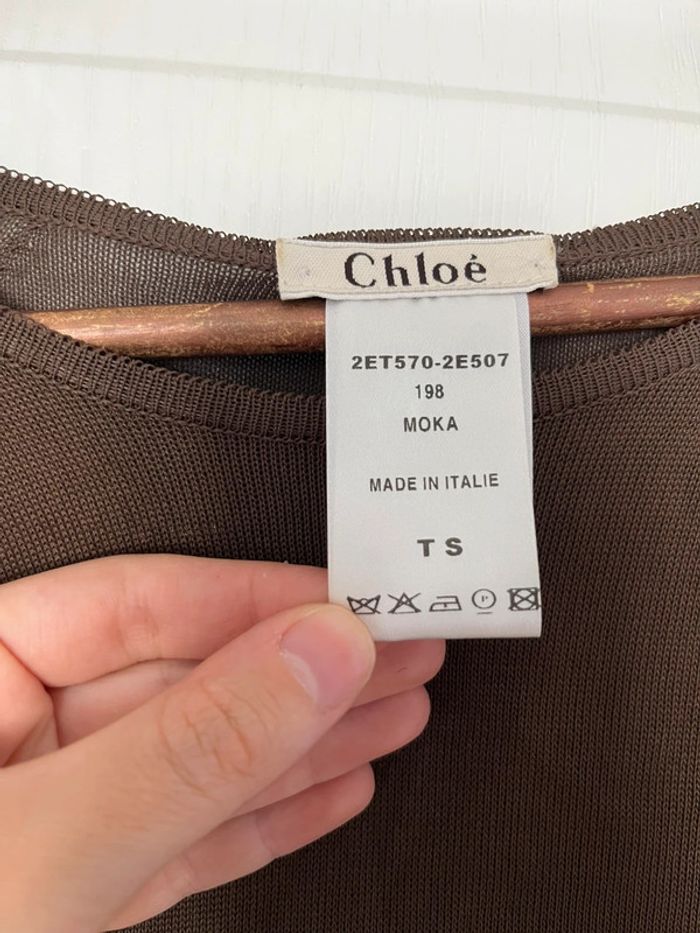 Chloé
2ET570-2E507
198
MOKA
MADE IN ITALIE
T S
P